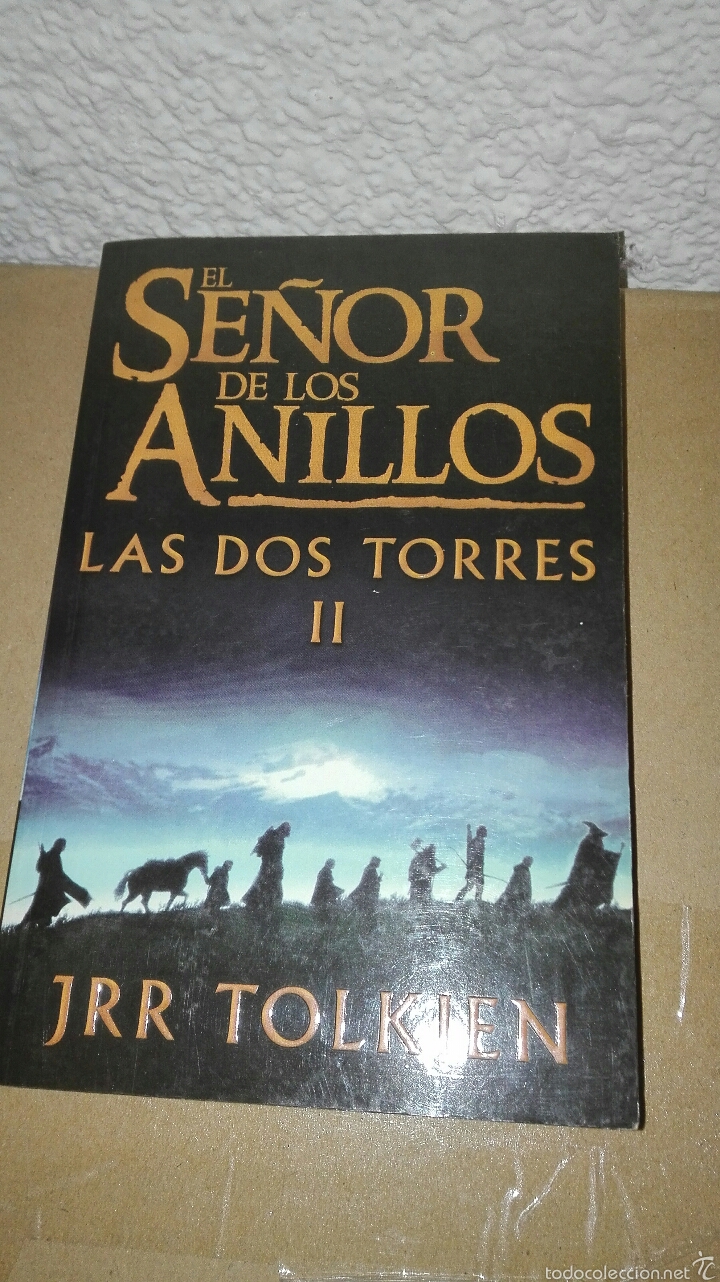 EL
SEÑOR
DE LOS
ANILLOS
LAS DOS TORRES
II
JRR TOLKIEN
todocoleccion.net